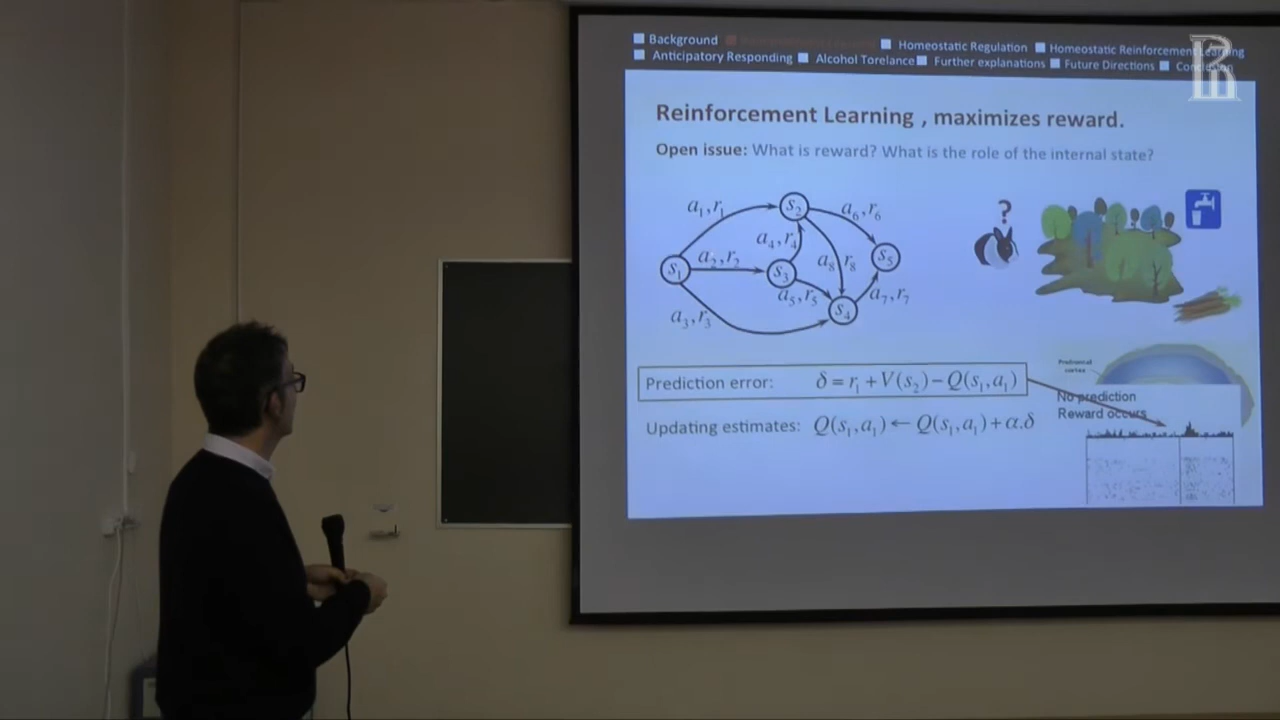 Background Homeostatic Regulation Homeostatic Reinforcement Learning
Anticipatory Responding Alcohol Torelance Further explanations Future Directions Conclusion
Reinforcement Learning , maximizes reward.
Open issue: What is reward? What is the role of the internal state?
a₁,r₁
s₂
a₆,r₆
?
a₄,r₄
a₂,r₂
s₁
s₃
a₈ r₈
s₅
a₅,r₅
a₇,r₇
a₃,r₃
s₄
Prefrontal
cortex
Prediction error: δ = r₁ + V(s₂) − Q(s₁,a₁)
No prediction
Reward occurs
Updating estimates: Q(s₁,a₁) ← Q(s₁,a₁) + α.δ